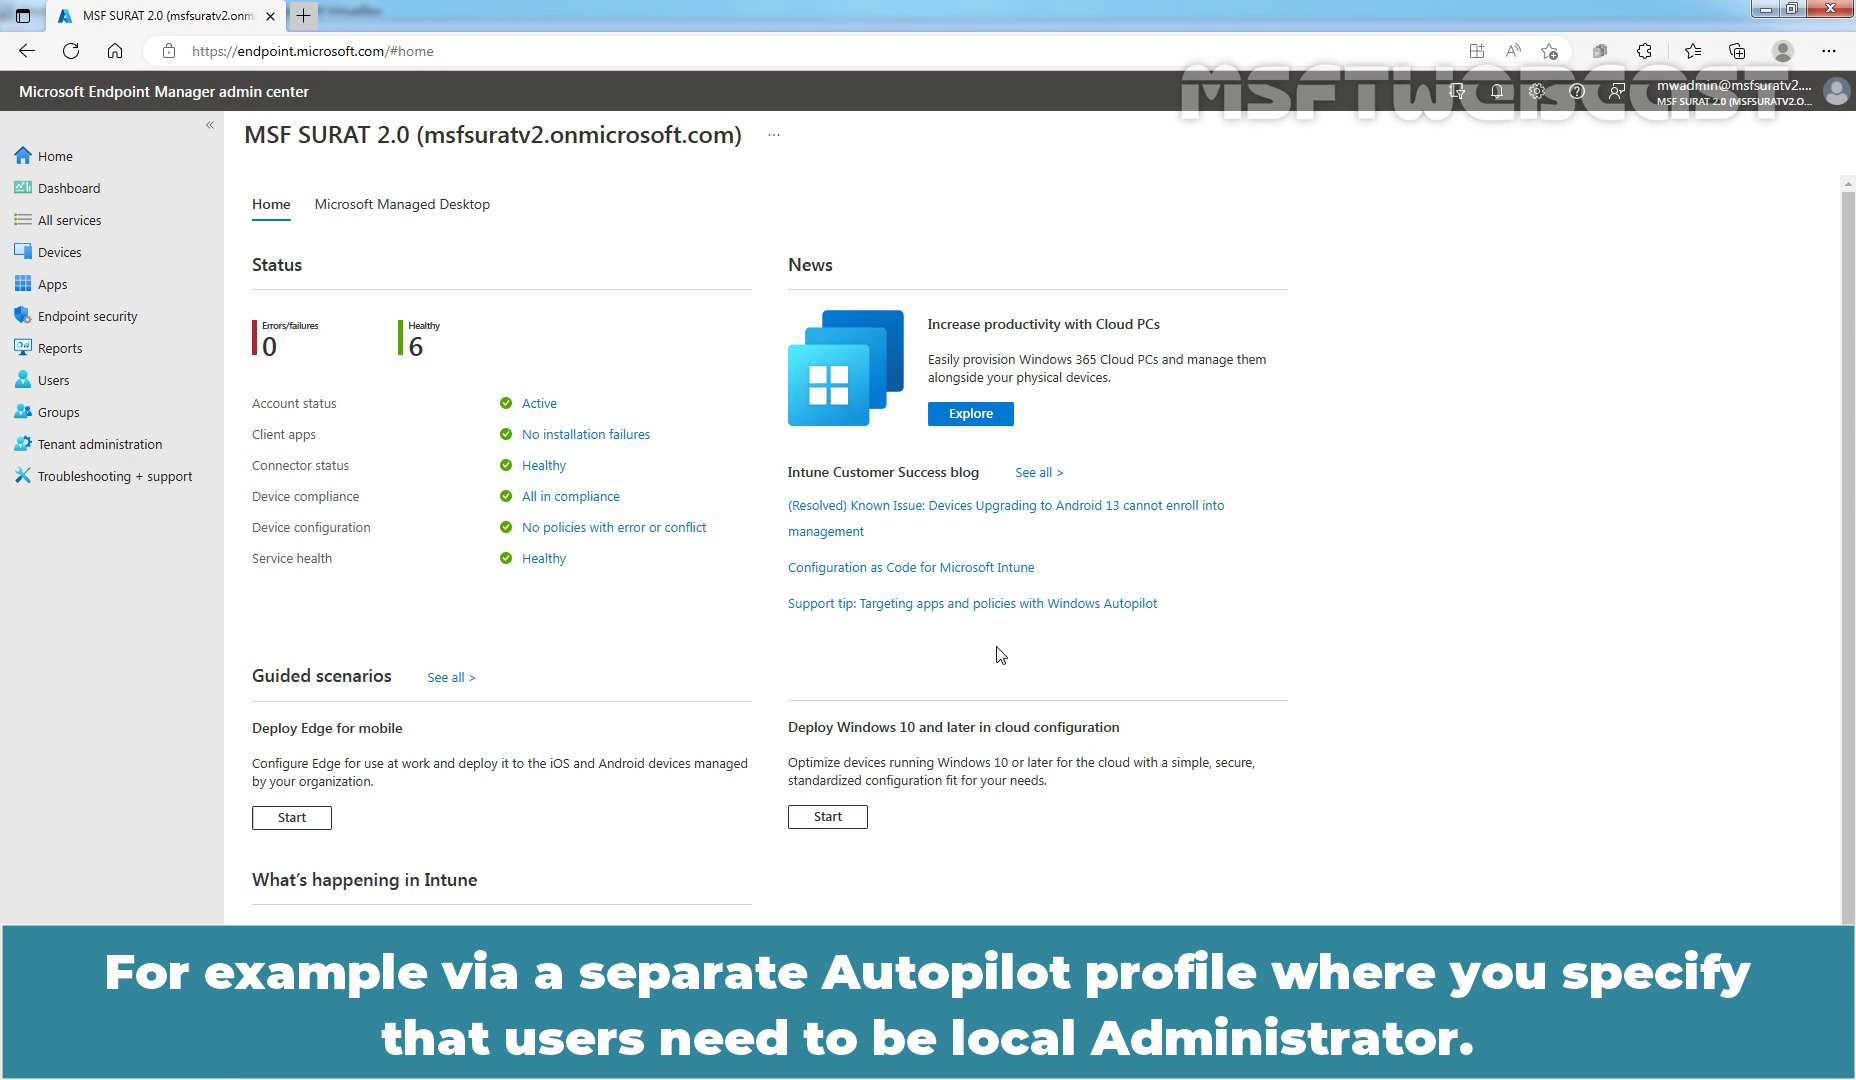 MSF SURAT 2.0 (msfsuratv2.onm
https://endpoint.microsoft.com/#home
Microsoft Endpoint Manager admin center
mwadmin@msfsuratv2....
MSF SURAT 2.0 (MSFSURATV2.O...
MSFTWEBCAST
MSF SURAT 2.0 (msfsuratv2.onmicrosoft.com) ...
Home
Dashboard
All services
Devices
Apps
Endpoint security
Reports
Users
Groups
Tenant administration
Troubleshooting + support
Home Microsoft Managed Desktop
Status
Errors/failures
0
Healthy
6
Account status Active
Client apps No installation failures
Connector status Healthy
Device compliance All in compliance
Device configuration No policies with error or conflict
Service health Healthy
News
Increase productivity with Cloud PCs
Easily provision Windows 365 Cloud PCs and manage them
alongside your physical devices.
Explore
Intune Customer Success blog See all >
(Resolved) Known Issue: Devices Upgrading to Android 13 cannot enroll into
management
Configuration as Code for Microsoft Intune
Support tip: Targeting apps and policies with Windows Autopilot
Guided scenarios See all >
Deploy Edge for mobile
Configure Edge for use at work and deploy it to the iOS and Android devices managed
by your organization.
Start
Deploy Windows 10 and later in cloud configuration
Optimize devices running Windows 10 or later for the cloud with a simple, secure,
standardized configuration fit for your needs.
Start
What's happening in Intune
For example via a separate Autopilot profile where you specify
that users need to be local Administrator.